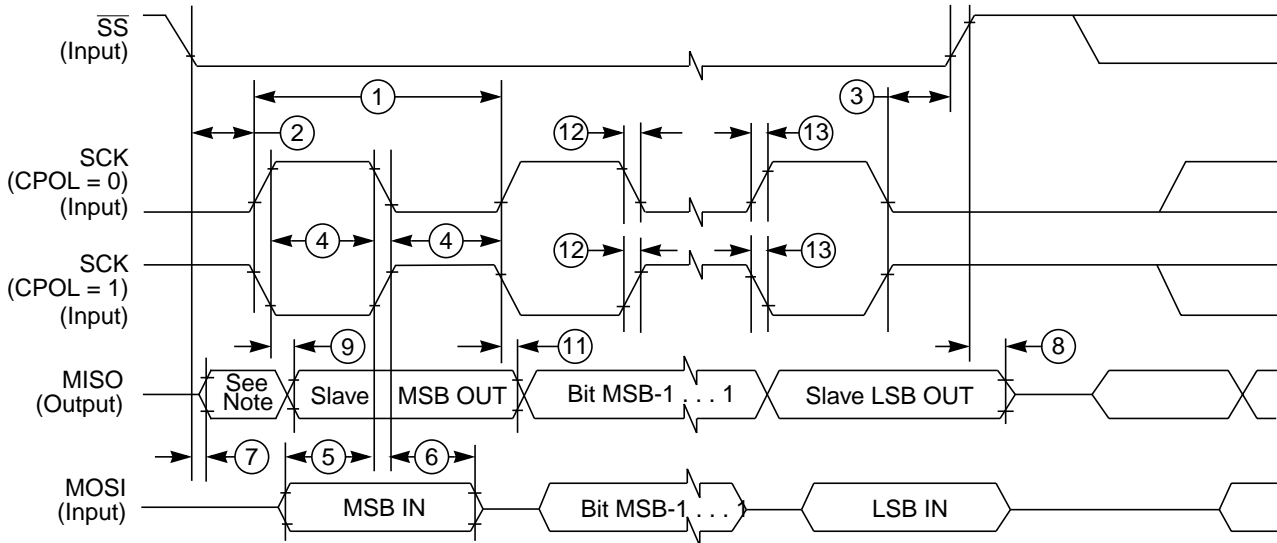 SS
(Input)
1
3
2
12
13
SCK
(CPOL = 0)
(Input)
4
4
12
13
SCK
(CPOL = 1)
(Input)
9
11
8
MISO
(Output)
See
Note
Slave
MSB OUT
Bit MSB-1 . . . 1
Slave LSB OUT
7
5
6
MOSI
(Input)
MSB IN
Bit MSB-1 . . . 1
LSB IN